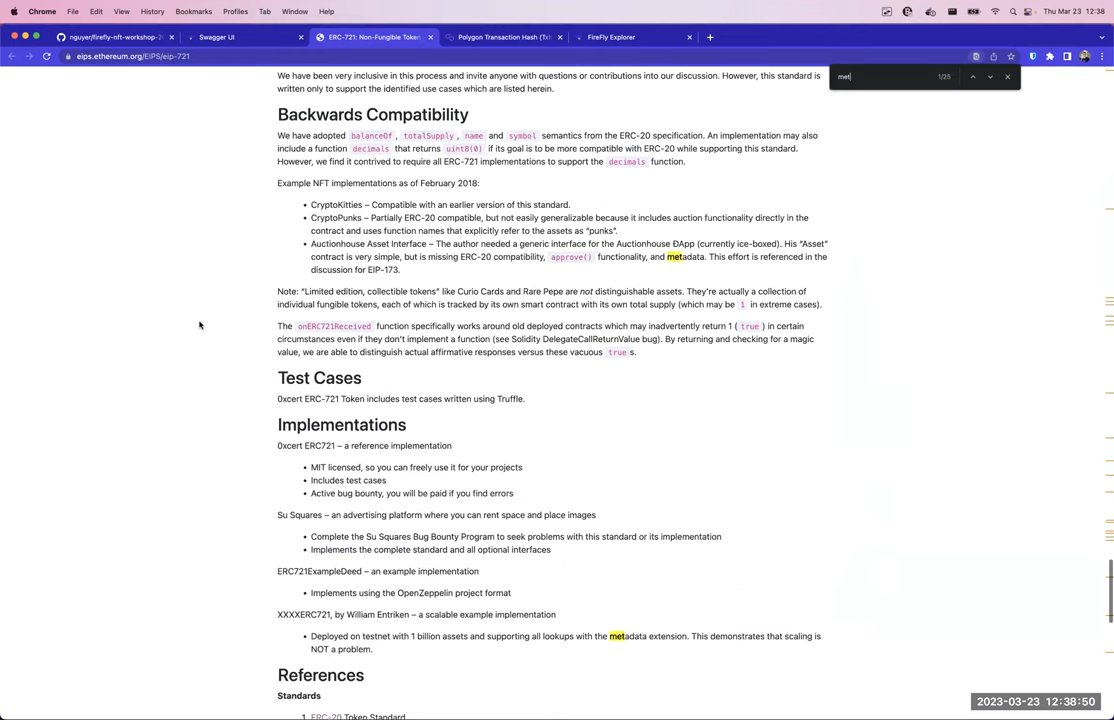 Chrome File Edit View History Bookmarks Profiles Tab Window Help Thu Mar 23 12:38
nguyer/firefly-nft-workshop-20 Swagger UI ERC-721: Non-Fungible Token Polygon Transaction Hash (Txh FireFly Explorer
eips.ethereum.org/EIPS/eip-721
met 1/25
We have been very inclusive in this process and invite anyone with questions or contributions into our discussion. However, this standard is
written only to support the identified use cases which are listed herein.
Backwards Compatibility
We have adopted balanceOf, totalSupply, name and symbol semantics from the ERC-20 specification. An implementation may also
include a function decimals that returns uint8(0) if its goal is to be more compatible with ERC-20 while supporting this standard.
However, we find it contrived to require all ERC-721 implementations to support the decimals function.
Example NFT implementations as of February 2018:
• CryptoKitties – Compatible with an earlier version of this standard.
• CryptoPunks – Partially ERC-20 compatible, but not easily generalizable because it includes auction functionality directly in the
contract and uses function names that explicitly refer to the assets as “punks”.
• Auctionhouse Asset Interface – The author needed a generic interface for the Auctionhouse ÐApp (currently ice-boxed). His “Asset”
contract is very simple, but is missing ERC-20 compatibility, approve() functionality, and metadata. This effort is referenced in the
discussion for EIP-173.
Note: “Limited edition, collectible tokens” like Curio Cards and Rare Pepe are not distinguishable assets. They’re actually a collection of
individual fungible tokens, each of which is tracked by its own smart contract with its own total supply (which may be 1 in extreme cases).
The onERC721Received function specifically works around old deployed contracts which may inadvertently return 1 ( true ) in certain
circumstances even if they don’t implement a function (see Solidity DelegateCallReturnValue bug). By returning and checking for a magic
value, we are able to distinguish actual affirmative responses versus these vacuous true s.
Test Cases
0xcert ERC-721 Token includes test cases written using Truffle.
Implementations
0xcert ERC721 – a reference implementation
• MIT licensed, so you can freely use it for your projects
• Includes test cases
• Active bug bounty, you will be paid if you find errors
Su Squares – an advertising platform where you can rent space and place images
• Complete the Su Squares Bug Bounty Program to seek problems with this standard or its implementation
• Implements the complete standard and all optional interfaces
ERC721ExampleDeed – an example implementation
• Implements using the OpenZeppelin project format
XXXXERC721, by William Entriken – a scalable example implementation
• Deployed on testnet with 1 billion assets and supporting all lookups with the metadata extension. This demonstrates that scaling is
NOT a problem.
References
Standards
1. ERC-20 Token Standard
2023-03-23 12:38:50